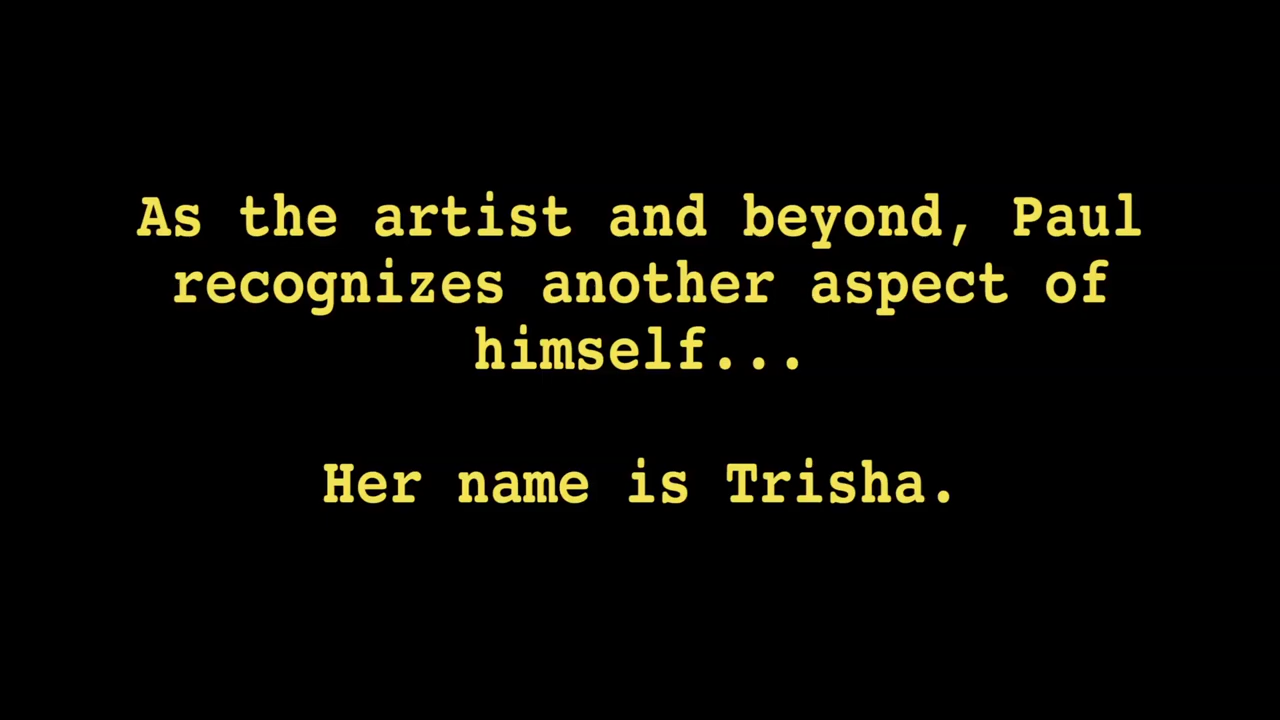 As the artist and beyond, Paul
recognizes another aspect of
himself...
Her name is Trisha.